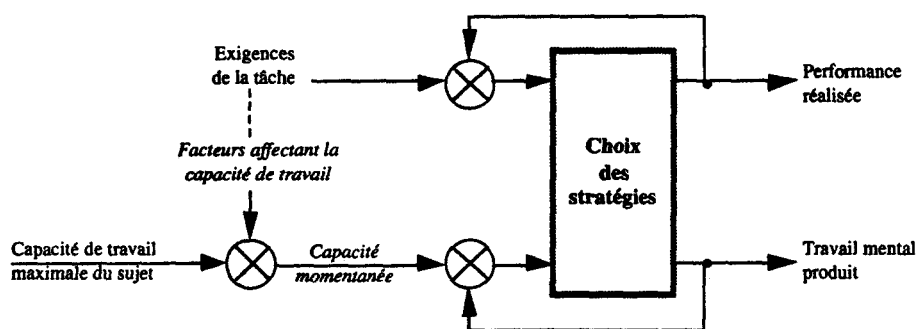 Exigences
de la tâche
Performance
réalisée
Facteurs affectant la
capacité de travail
Choix
des
stratégies
Capacité de travail
maximale du sujet
Capacité
momentanée
Travail mental
produit